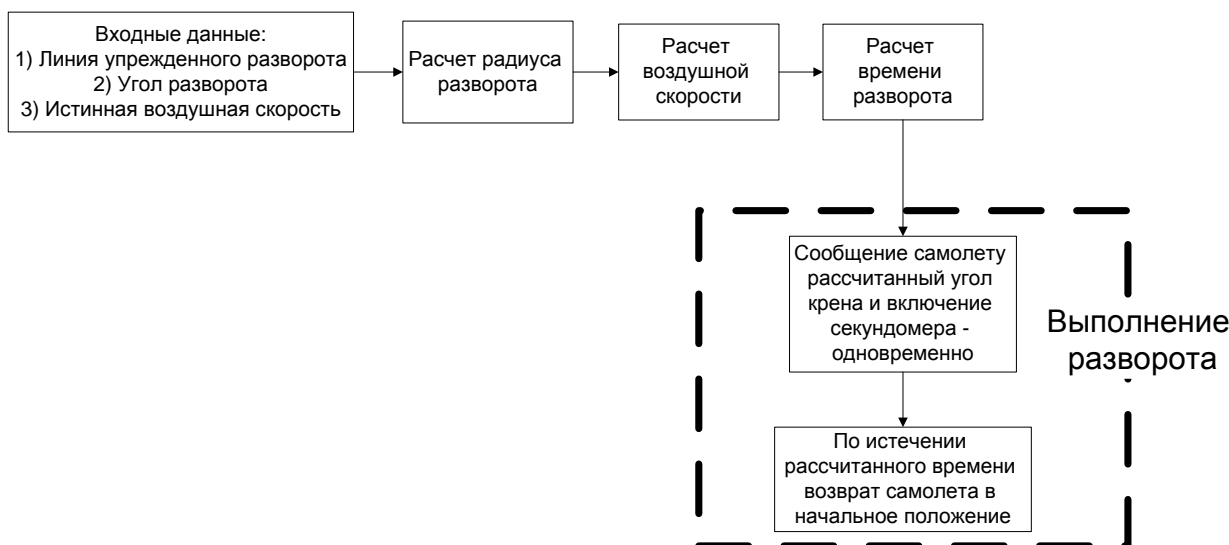 Входные данные:
1) Линия упрежденного разворота
2) Угол разворота
3) Истинная воздушная скорость
Расчет радиуса
разворота
Расчет
воздушной
скорости
Расчет
времени
разворота
Сообщение самолету
рассчитанный угол
крена и включение
секундомера -
одновременно
Выполнение
разворота
По истечении
рассчитанного времени
возврат самолета в
начальное положение